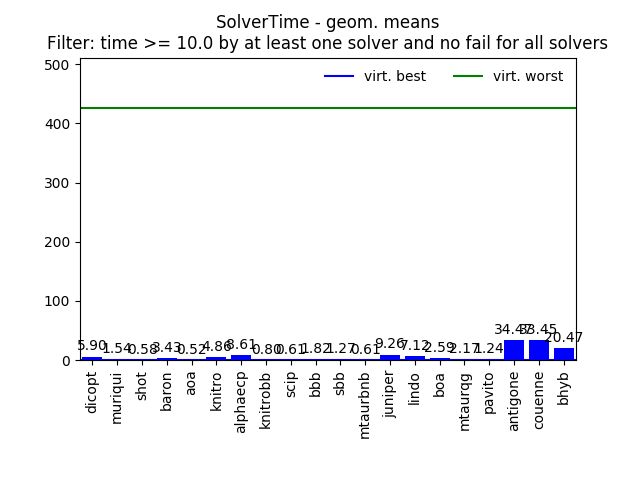 SolverTime - geom. means
Filter: time >= 10.0 by at least one solver and no fail for all solvers
virt. best
virt. worst
500
400
300
200
100
0
5.90 1.54 0.58 3.43 0.52 4.86 8.61 0.80 0.61 1.82 1.27 0.61 9.26 7.12 2.59 2.17 1.24 34.47 33.45 20.47
dicopt
muriqui
shot
baron
aoa
knitro
alphaecp
knitrobb
scip
bbb
sbb
mtaurbnb
juniper
lindo
boa
mtaurqg
pavito
antigone
couenne
bhyb